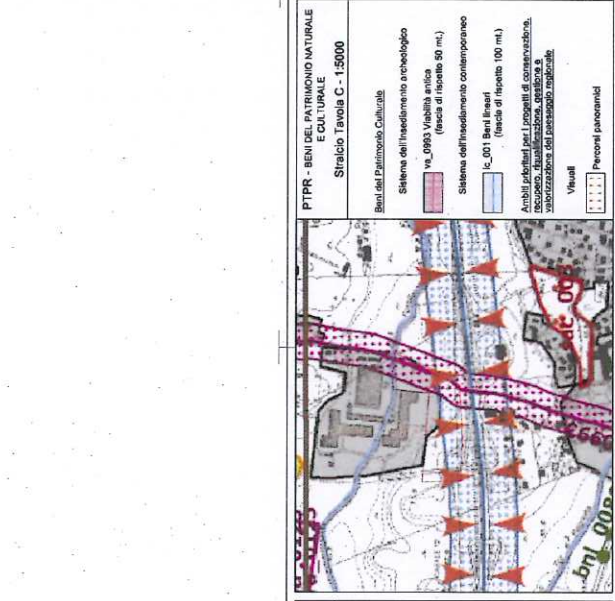 PTPR - BENI DEL PATRIMONIO NATURALE
E CULTURALE
Stralcio Tavola C - 1:5000
Beni del Patrimonio Culturale
Sistema dell'insediamento archeologico
va_0993 Viabilità antica
(fascia di rispetto 50 mt.)
Sistema dell'insediamento contemporaneo
lc_001 Beni lineari
(fascia di rispetto 100 mt.)
Ambiti prioritari per i progetti di conservazione,
recupero, riqualificazione, gestione e
valorizzazione del paesaggio regionale
Visuali
Percorsi panoramici